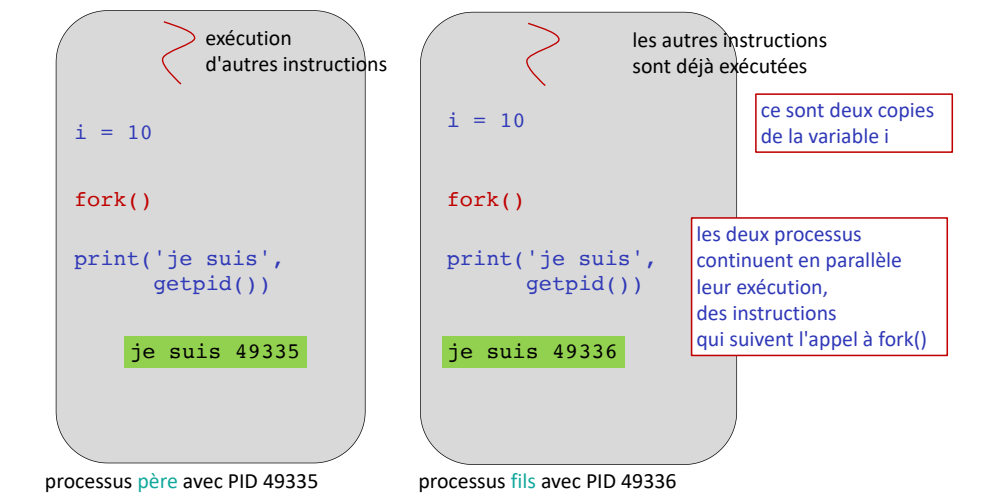 exécution
d'autres instructions
i = 10
fork()
print('je suis',
getpid())
je suis 49335
processus père avec PID 49335
les autres instructions
sont déjà exécutées
i = 10
fork()
print('je suis',
getpid())
je suis 49336
processus fils avec PID 49336
ce sont deux copies
de la variable i
les deux processus
continuent en parallèle
leur exécution,
des instructions
qui suivent l'appel à fork()